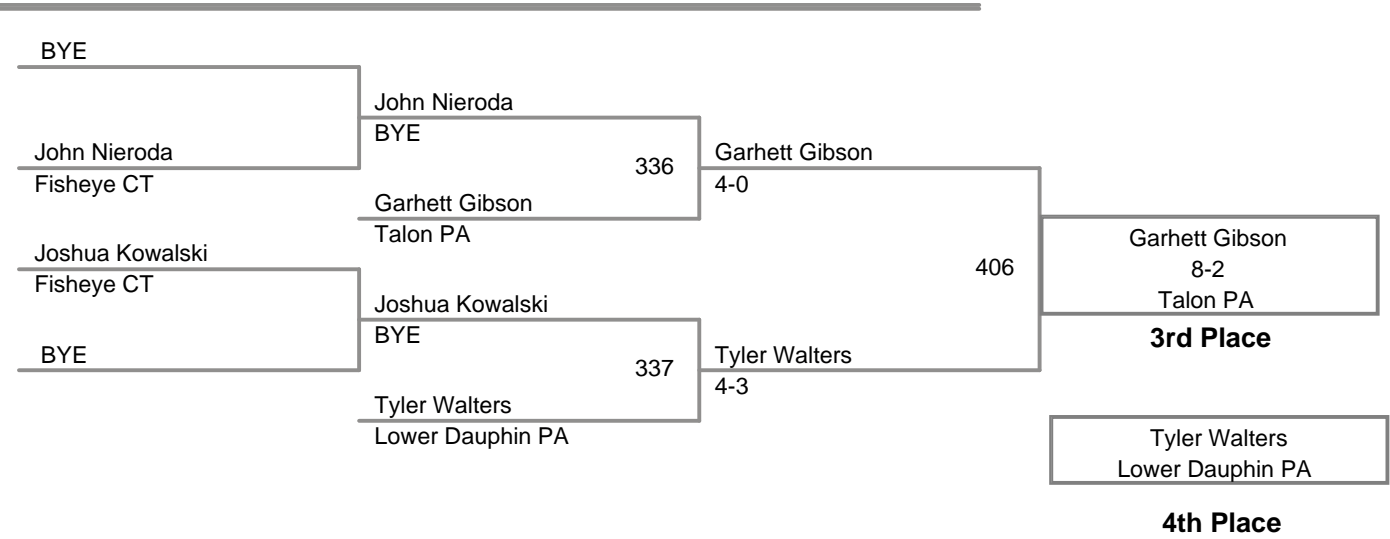 BYE
John Nieroda
BYE
John Nieroda
Fisheye CT
336
Garhett Gibson
4-0
Garhett Gibson
Talon PA
Joshua Kowalski
Fisheye CT
406
Garhett Gibson
8-2
Talon PA
3rd Place
Joshua Kowalski
BYE
BYE
337
Tyler Walters
4-3
Tyler Walters
Lower Dauphin PA
Tyler Walters
Lower Dauphin PA
4th Place